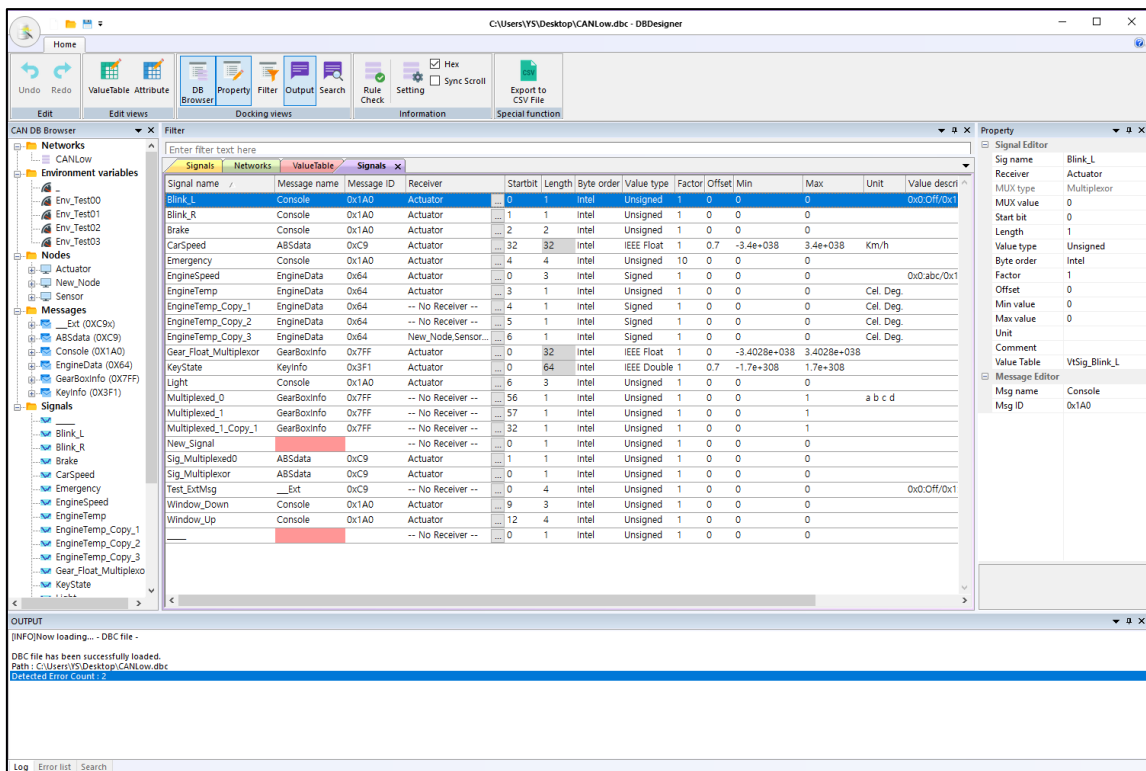 C:\Users\YS\Desktop\CANLow.dbc - DBDesigner
Home
Undo Redo ValueTable Attribute DB Browser Property Filter Output Search Rule Check Setting Hex Sync Scroll CSV Export to CSV File
Edit Edit views Docking views Information Special function
CAN DB Browser
Networks
CANLow
Environment variables
_
Env_Test00
Env_Test01
Env_Test02
Env_Test03
Nodes
Actuator
New_Node
Sensor
Messages
__Ext (0XC9x)
ABSdata (0XC9)
Console (0X1A0)
EngineData (0X64)
GearBoxInfo (0X7FF)
KeyInfo (0X3F1)
Signals
____
Blink_L
Blink_R
Brake
CarSpeed
Emergency
EngineSpeed
EngineTemp
EngineTemp_Copy_1
EngineTemp_Copy_2
EngineTemp_Copy_3
Gear_Float_Multiplexo
KeyState
Filter
Enter filter text here
Signals Networks ValueTable Signals x
Signal name / Message name Message ID Receiver Startbit Length Byte order Value type Factor Offset Min Max Unit Value descri
Blink_L Console 0x1A0 Actuator ... 0 1 Intel Unsigned 1 0 0 0 0x0:Off/0x1
Blink_R Console 0x1A0 Actuator ... 1 1 Intel Unsigned 1 0 0 0
Brake Console 0x1A0 Actuator ... 2 2 Intel Unsigned 1 0 0 0
CarSpeed ABSdata 0xC9 Actuator ... 32 32 IEEE Float 1 0.7 -3.4e+038 3.4e+038 Km/h
Emergency Console 0x1A0 Actuator ... 4 4 Intel Unsigned 10 0 0 0
EngineSpeed EngineData 0x64 Actuator ... 0 3 Intel Signed 1 0 0 0 0x0:abc/0x1
EngineTemp EngineData 0x64 Actuator ... 3 1 Intel Unsigned 1 0 0 0 Cel. Deg.
EngineTemp_Copy_1 EngineData 0x64 -- No Receiver -- ... 4 1 Intel Signed 1 0 0 0 Cel. Deg.
EngineTemp_Copy_2 EngineData 0x64 -- No Receiver -- ... 5 1 Intel Signed 1 0 0 0 Cel. Deg.
EngineTemp_Copy_3 EngineData 0x64 New_Node,Sensor... ... 6 1 Intel Signed 1 0 0 0 Cel. Deg.
Gear_Float_Multiplexor GearBoxInfo 0x7FF Actuator ... 0 32 Intel IEEE Float 1 0 -3.4028e+038 3.4028e+038
KeyState KeyInfo 0x3F1 Actuator ... 0 64 Intel IEEE Double 1 0.7 -1.7e+308 1.7e+308
Light Console 0x1A0 Actuator ... 6 3 Intel Unsigned 1 0 0 0
Multiplexed_0 GearBoxInfo 0x7FF -- No Receiver -- ... 56 1 Intel Unsigned 1 0 0 1 a b c d
Multiplexed_1 GearBoxInfo 0x7FF -- No Receiver -- ... 57 1 Intel Unsigned 1 0 0 1
Multiplexed_1_Copy_1 GearBoxInfo 0x7FF -- No Receiver -- ... 32 1 Intel Unsigned 1 0 0 1
New_Signal -- No Receiver -- ... 0 1 Intel Unsigned 1 0 0 0
Sig_Multiplexed0 ABSdata 0xC9 Actuator ... 1 1 Intel Unsigned 1 0 0 0
Sig_Multiplexor ABSdata 0xC9 Actuator ... 0 1 Intel Unsigned 1 0 0 0
Test_ExtMsg __Ext 0xC9 -- No Receiver -- ... 0 4 Intel Unsigned 1 0 0 0 0x0:Off/0x1
Window_Down Console 0x1A0 Actuator ... 9 3 Intel Unsigned 1 0 0 0
Window_Up Console 0x1A0 Actuator ... 12 4 Intel Unsigned 1 0 0 0
____ -- No Receiver -- ... 0 1 Intel Unsigned 1 0 0 0
Property
Signal Editor
Sig name Blink_L
Receiver Actuator
MUX type Multiplexor
MUX value 0
Start bit 0
Length 1
Value type Unsigned
Byte order Intel
Factor 1
Offset 0
Min value 0
Max value 0
Unit
Comment
Value Table VtSig_Blink_L
Message Editor
Msg name Console
Msg ID 0x1A0
OUTPUT
[INFO]Now loading... - DBC file -
DBC file has been successfully loaded.
Path : C:\Users\YS\Desktop\CANLow.dbc
Detected Error Count : 2
Log Error list Search